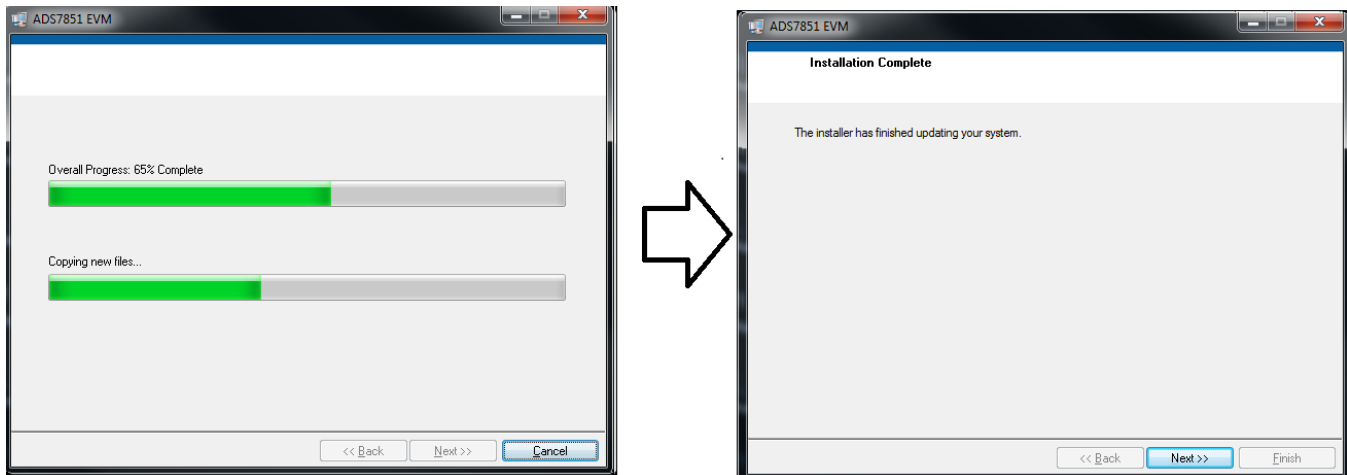 ADS7851 EVM
Overall Progress: 65% Complete
Copying new files...
<< Back
Next >>
Cancel
ADS7851 EVM
Installation Complete
The installer has finished updating your system.
<< Back
Next >>
Finish